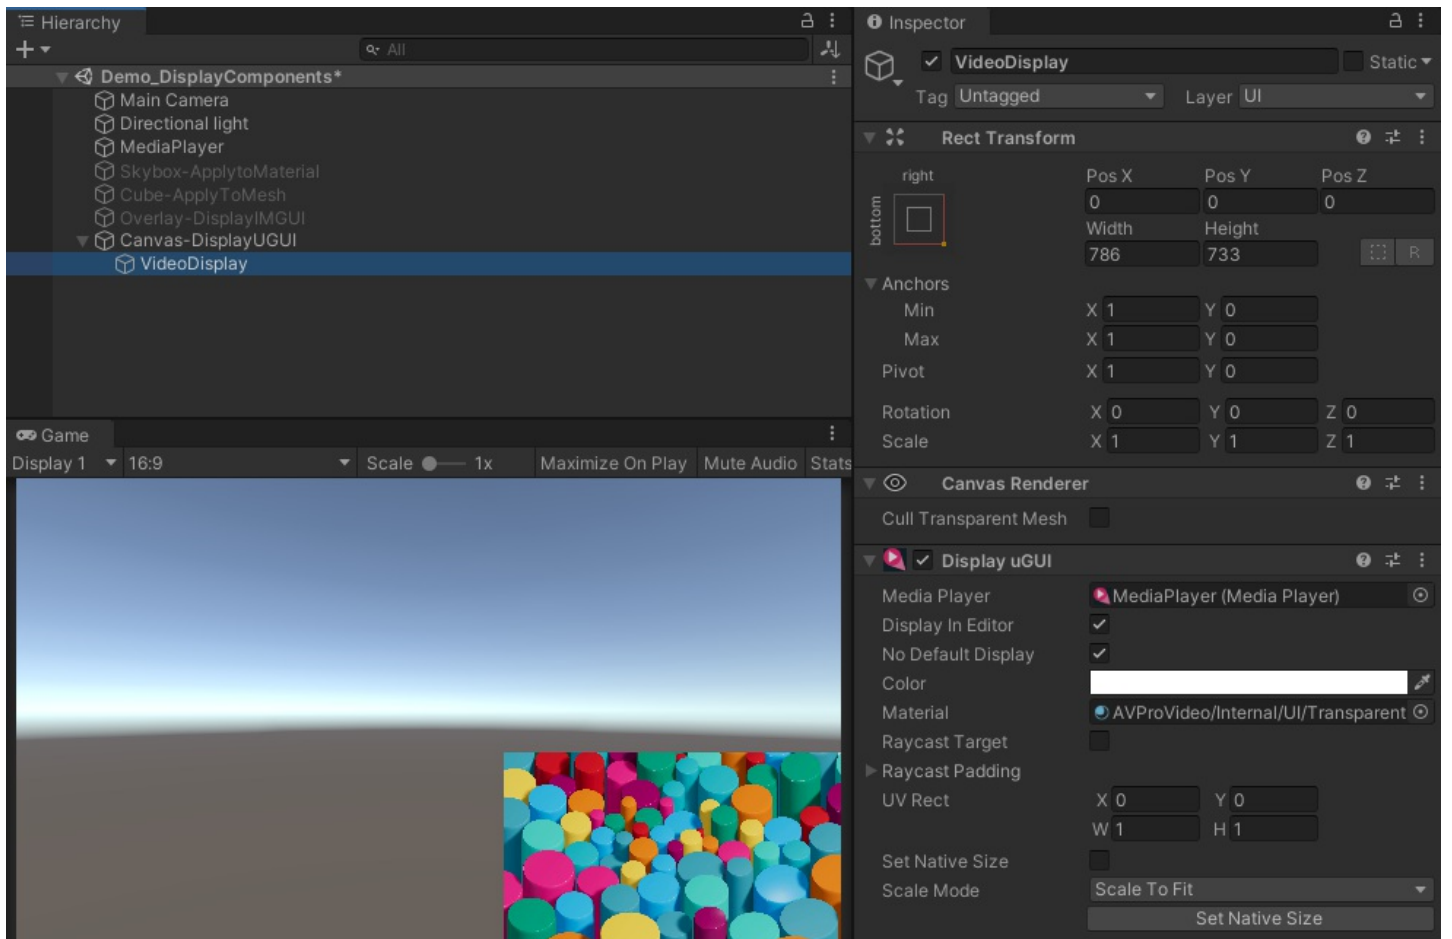 Hierarchy
All
Demo_DisplayComponents*
Main Camera
Directional light
MediaPlayer
Skybox-ApplytoMaterial
Cube-ApplyToMesh
Overlay-DisplayIMGUI
Canvas-DisplayUGUI
VideoDisplay
Game
Display 1 16:9 Scale 1x Maximize On Play Mute Audio Stats
Inspector
VideoDisplay Static
Tag Untagged Layer UI
Rect Transform
right Pos X Pos Y Pos Z
bottom
0 0 0
Width Height
786 733 R
Anchors
Min X 1 Y 0
Max X 1 Y 0
Pivot X 1 Y 0
Rotation X 0 Y 0 Z 0
Scale X 1 Y 1 Z 1
Canvas Renderer
Cull Transparent Mesh
Display uGUI
Media Player MediaPlayer (Media Player)
Display In Editor
No Default Display
Color
Material AVProVideo/Internal/UI/Transparent
Raycast Target
Raycast Padding
UV Rect X 0 Y 0
W 1 H 1
Set Native Size
Scale Mode Scale To Fit
Set Native Size